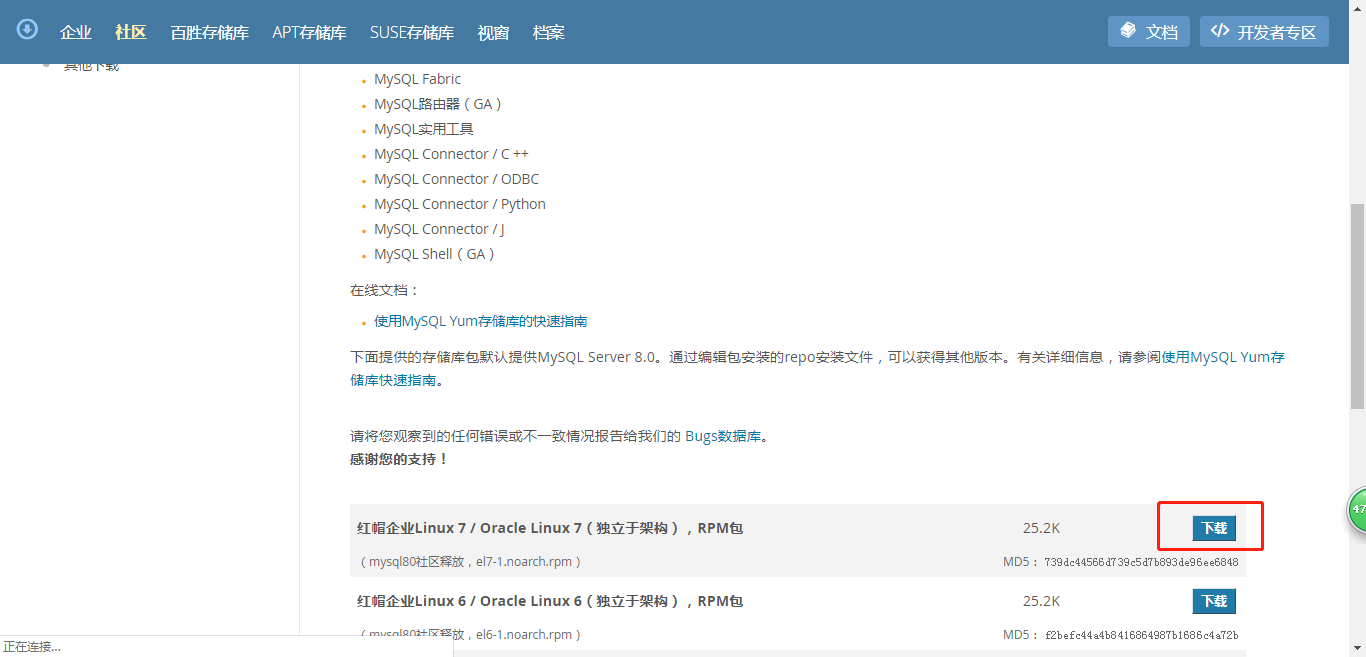 企业 社区 百胜存储库 APT存储库 SUSE存储库 视窗 档案 文档 开发者专区
其他下载
MySQL Fabric
MySQL路由器（GA）
MySQL实用工具
MySQL Connector / C ++
MySQL Connector / ODBC
MySQL Connector / Python
MySQL Connector / J
MySQL Shell（GA）
在线文档：
使用MySQL Yum存储库的快速指南
下面提供的存储库包默认提供MySQL Server 8.0。通过编辑包安装的repo安装文件，可以获得其他版本。有关详细信息，请参阅使用MySQL Yum存
储库快速指南。
请将您观察到的任何错误或不一致情况报告给我们的 Bugs数据库。
感谢您的支持！
红帽企业Linux 7 / Oracle Linux 7（独立于架构），RPM包 25.2K 下载
（mysql80社区释放，el7-1.noarch.rpm） MD5： 739dc44566d739c5d7b893de96ee6848
红帽企业Linux 6 / Oracle Linux 6（独立于架构），RPM包 25.2K 下载
（mysql80社区释放，el6-1.noarch.rpm） MD5： f2befc44a4b8416864987b1686c4a72b
正在连接...
47